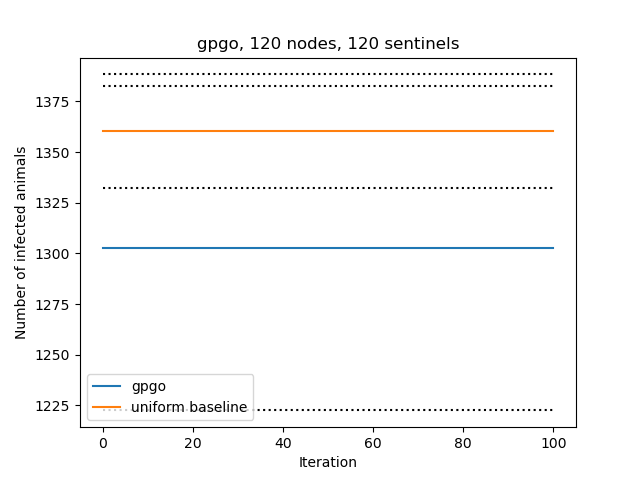 gpgo, 120 nodes, 120 sentinels
Number of infected animals
1375
1350
1325
1300
1275
1250
1225
gpgo
uniform baseline
0 20 40 60 80 100
Iteration